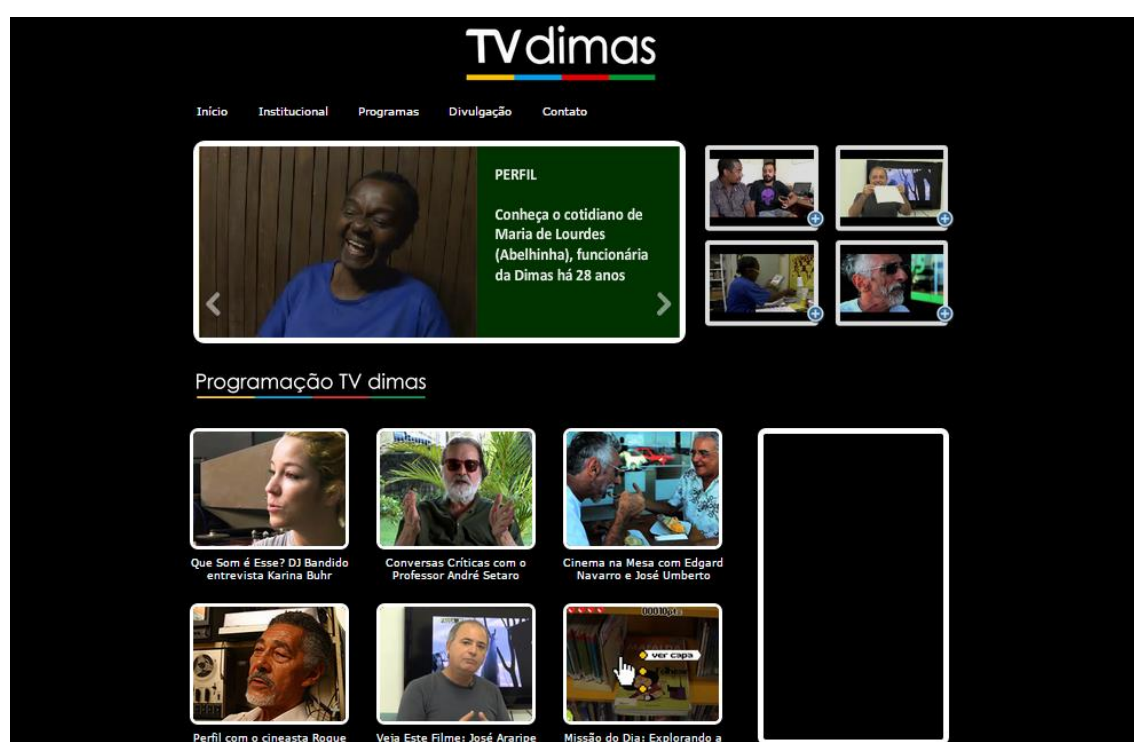 TVdimas
Início Institucional Programas Divulgação Contato
PERFIL
Conheça o cotidiano de
Maria de Lourdes
(Abelhinha), funcionária
da Dimas há 28 anos
Programação TV dimas
Que Som é Esse? DJ Bandido
entrevista Karina Buhr
Conversas Críticas com o
Professor André Setaro
Cinema na Mesa com Edgard
Navarro e José Umberto
00010pts
ver capa
Perfil com o cineasta Roque
Veja Este Filme: José Araripe
Missão do Dia: Explorando a